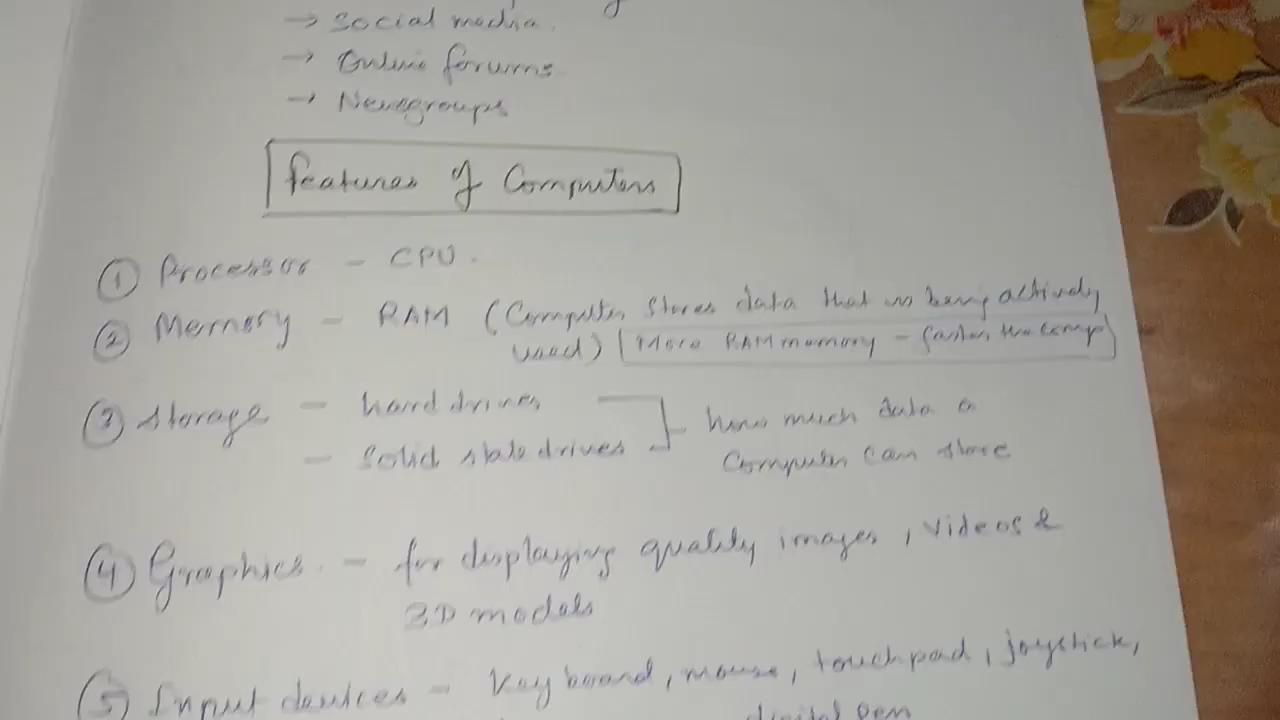 → Social media.
→ Online forums
→ Newsgroups
Features of Computers
① Processor - CPU.
② Memory - RAM (Computer stores data that is being actively
used) More RAM memory - faster the comp
③ Storage - hard drives
- Solid state drives
how much data a
Computer can store
④ Graphics. - for displaying quality images, videos &
3D models
⑤ Input devices - Keyboard, mouse, touchpad, joystick,
digital pen